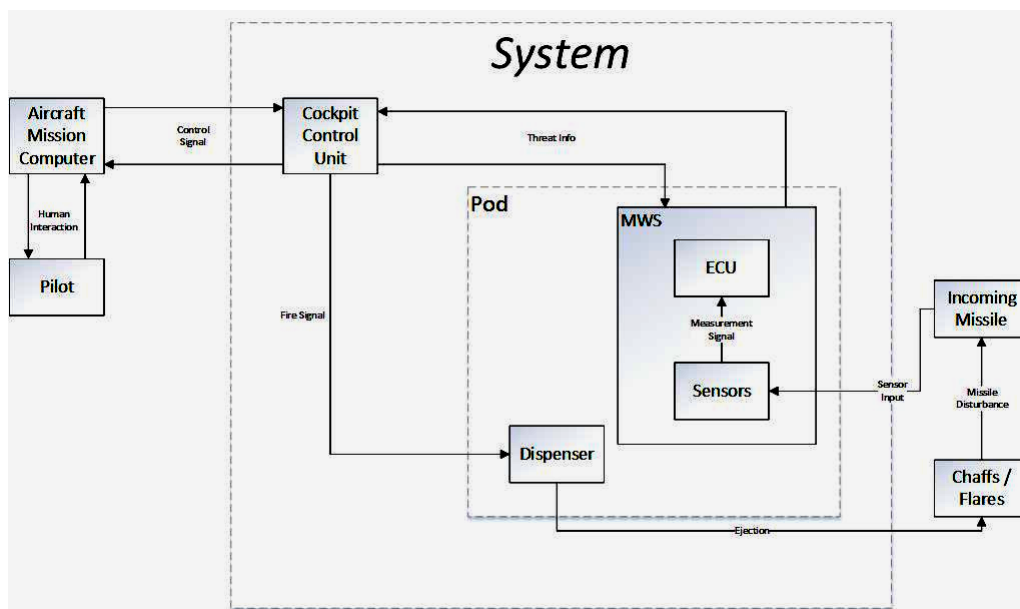 System
Aircraft
Mission
Computer
Control
Signal
Cockpit
Control
Unit
Threat Info
Human
Interaction
Pilot
Pod
MWS
ECU
Measurement
Signal
Sensors
Fire Signal
Dispenser
Incoming
Missile
Sensor
Input
Missile
Disturbance
Chaffs /
Flares
Ejection